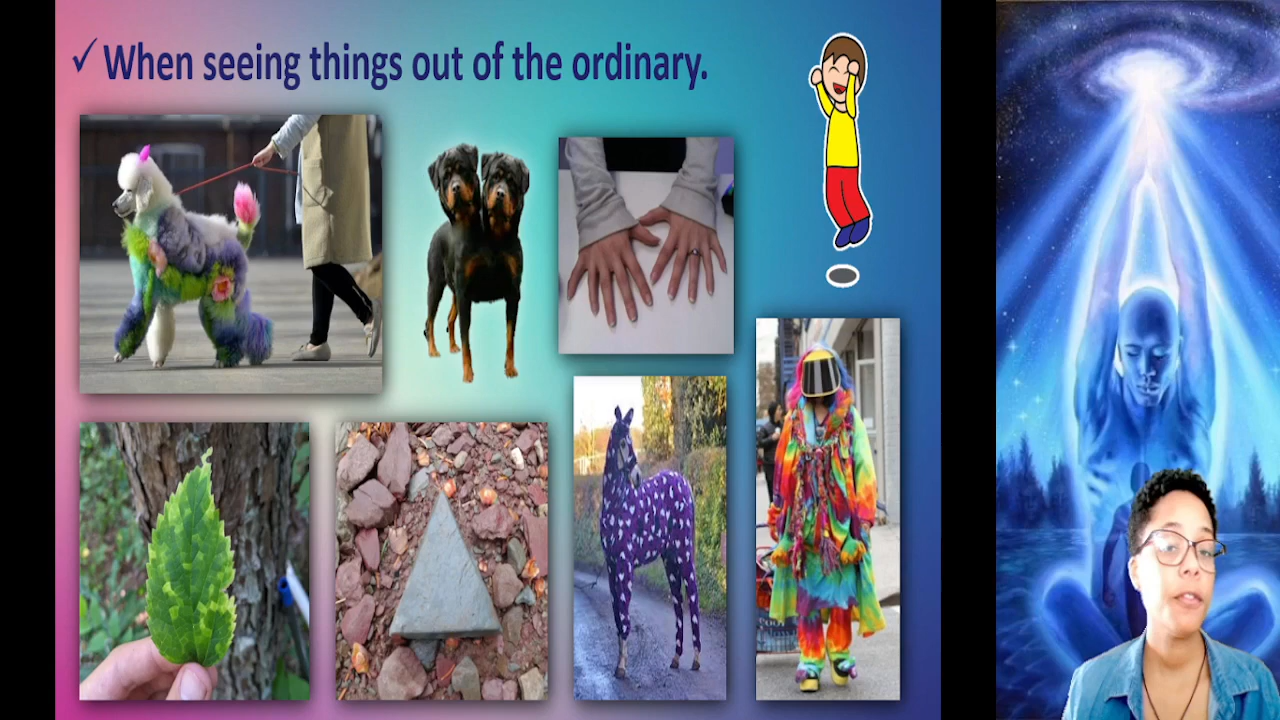 ✓ When seeing things out of the ordinary.